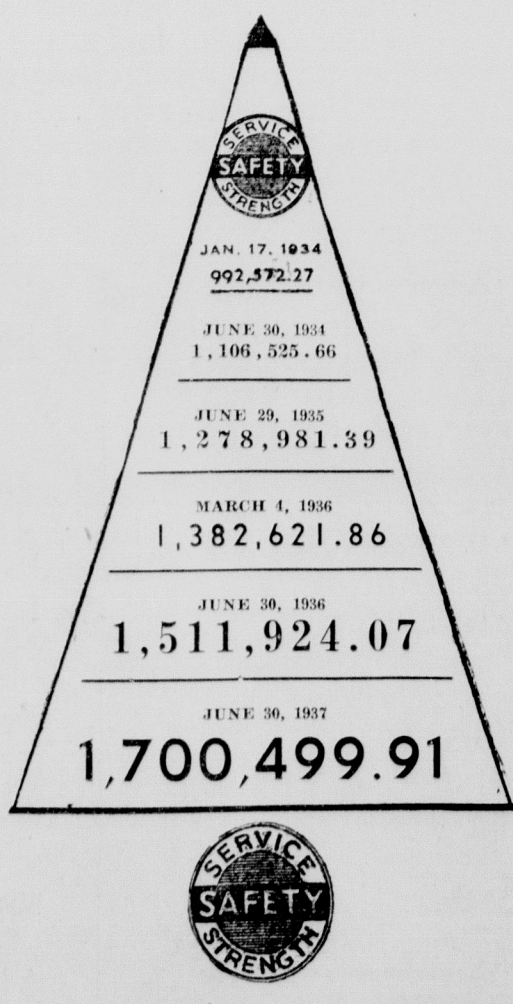 SERVICE
SAFETY
STRENGTH
JAN. 17, 1934
992,572.27
JUNE 30, 1934
1,106,525.66
JUNE 29, 1935
1,278,981.39
MARCH 4, 1936
1,382,621.86
JUNE 30, 1936
1,511,924.07
JUNE 30, 1937
1,700,499.91
SERVICE
SAFETY
STRENGTH